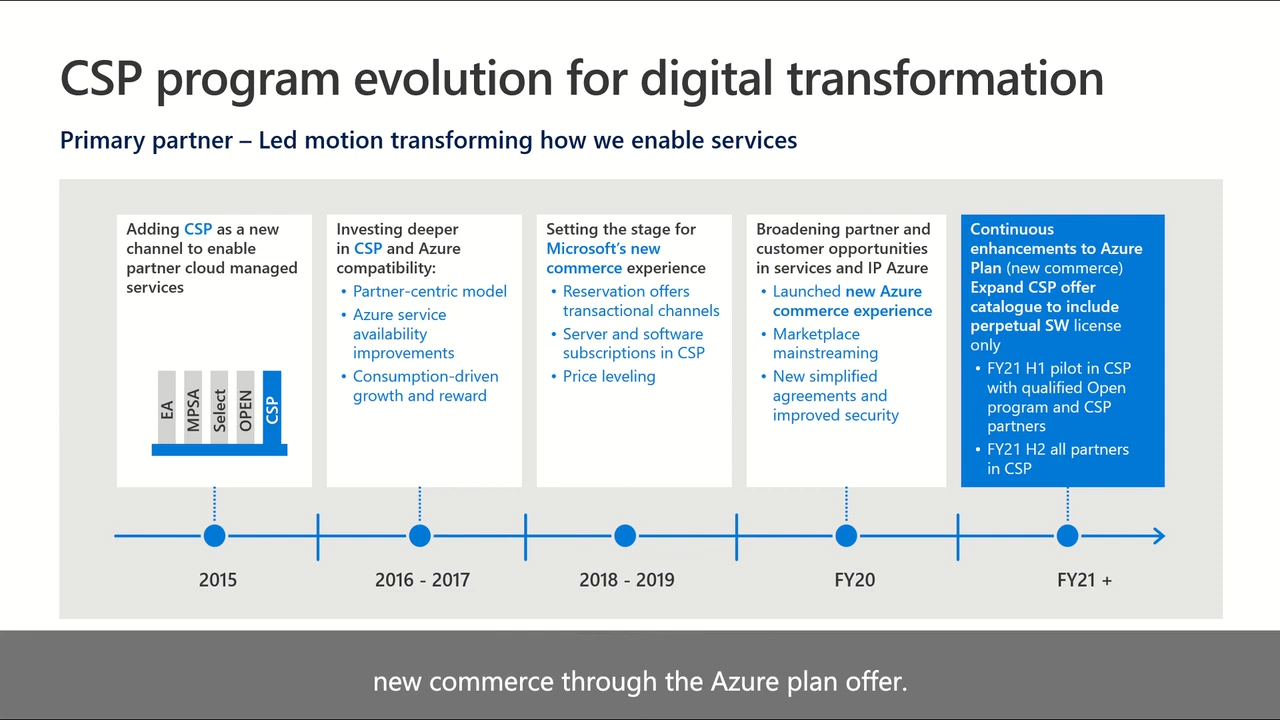 CSP program evolution for digital transformation
Primary partner – Led motion transforming how we enable services
Adding CSP as a new
channel to enable
partner cloud managed
services
EA
MPSA
Select
OPEN
CSP
Investing deeper
in CSP and Azure
compatibility:
• Partner-centric model
• Azure service
availability
improvements
• Consumption-driven
growth and reward
Setting the stage for
Microsoft's new
commerce experience
• Reservation offers
transactional channels
• Server and software
subscriptions in CSP
• Price leveling
Broadening partner and
customer opportunities
in services and IP Azure
• Launched new Azure
commerce experience
• Marketplace
mainstreaming
• New simplified
agreements and
improved security
Continuous
enhancements to Azure
Plan (new commerce)
Expand CSP offer
catalogue to include
perpetual SW license
only
• FY21 H1 pilot in CSP
with qualified Open
program and CSP
partners
• FY21 H2 all partners
in CSP
2015
2016 - 2017
2018 - 2019
FY20
FY21 +
new commerce through the Azure plan offer.